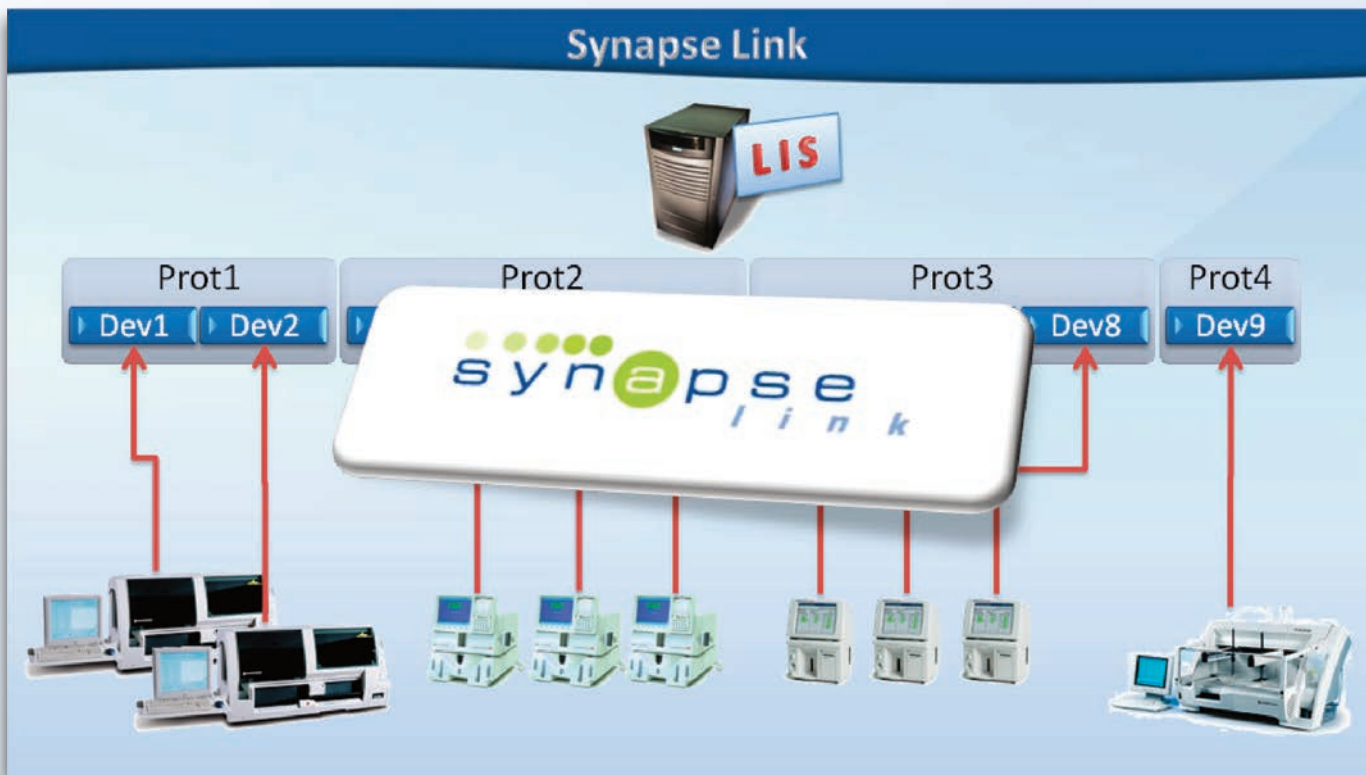 Synapse Link
LIS
Prot1 Prot2 Prot3 Prot4
Dev1 Dev2 Dev8 Dev9
synapse
link